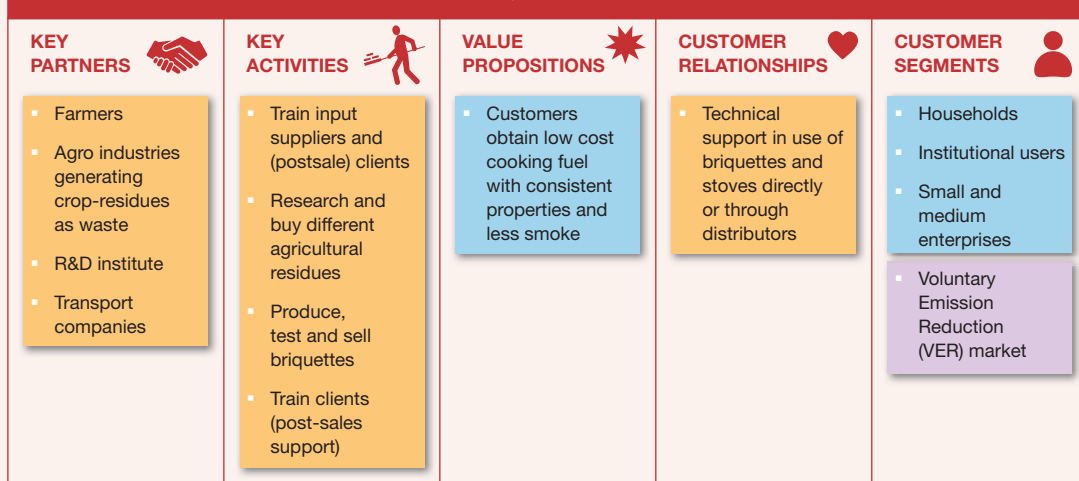 KEY
PARTNERS
Farmers
Agro industries
generating
crop-residues
as waste
R&D institute
Transport
companies
KEY
ACTIVITIES
Train input
suppliers and
(postsale) clients
Research and
buy different
agricultural
residues
Produce,
test and sell
briquettes
Train clients
(post-sales
support)
VALUE
PROPOSITIONS
Customers
obtain low cost
cooking fuel
with consistent
properties and
less smoke
CUSTOMER
RELATIONSHIPS
Technical
support in use of
briquettes and
stoves directly
or through
distributors
CUSTOMER
SEGMENTS
Households
Institutional users
Small and
medium
enterprises
Voluntary
Emission
Reduction
(VER) market